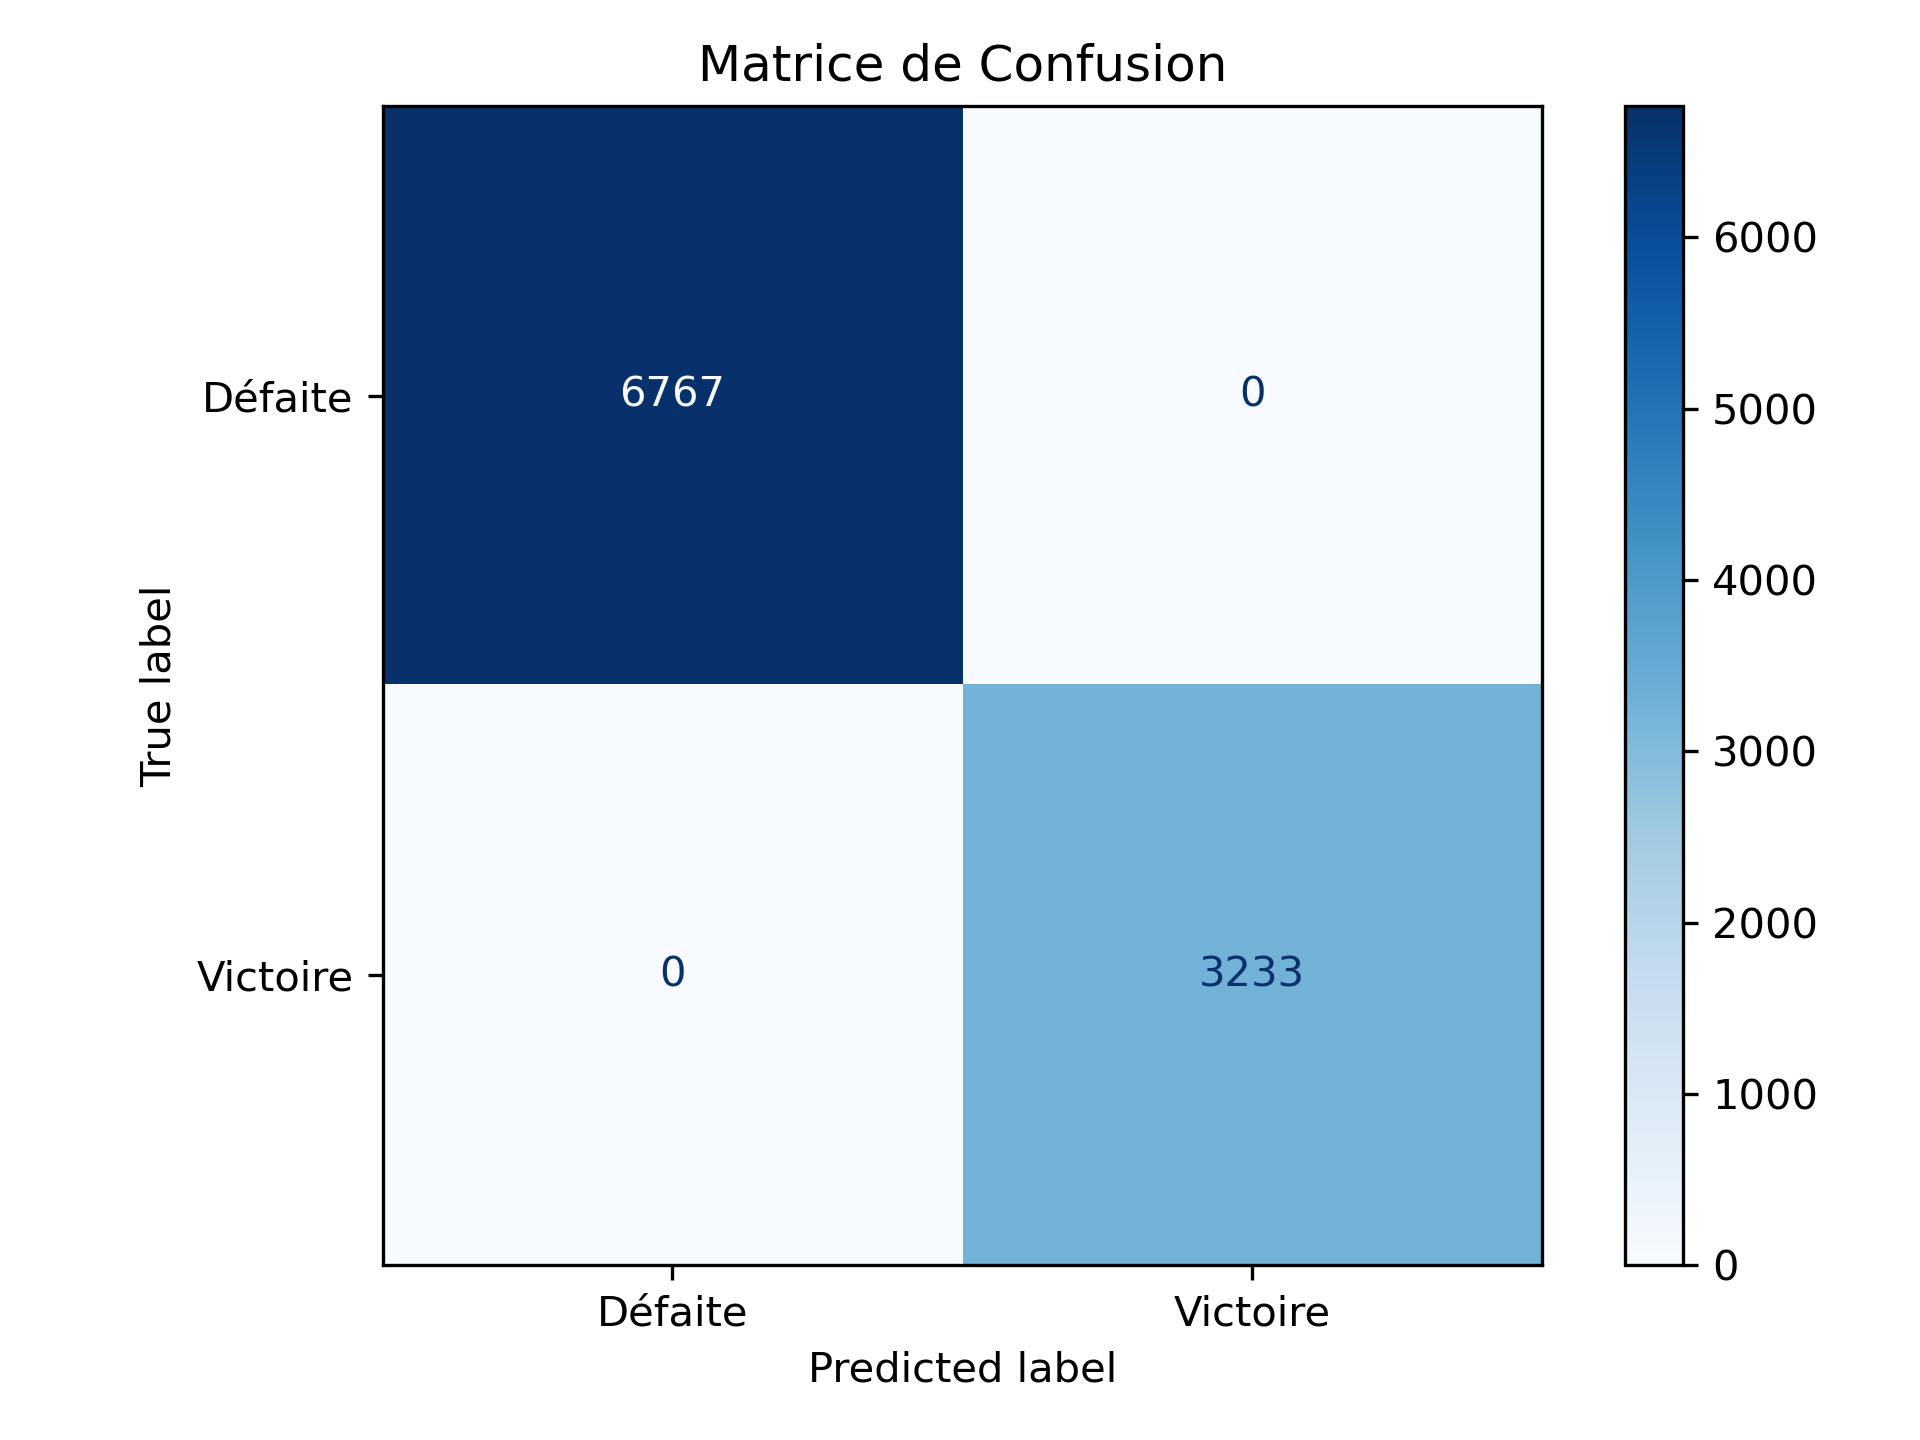 Matrice de Confusion
Défaite
6767
0
Victoire
0
3233
True label
Défaite
Victoire
Predicted label
6000
5000
4000
3000
2000
1000
0